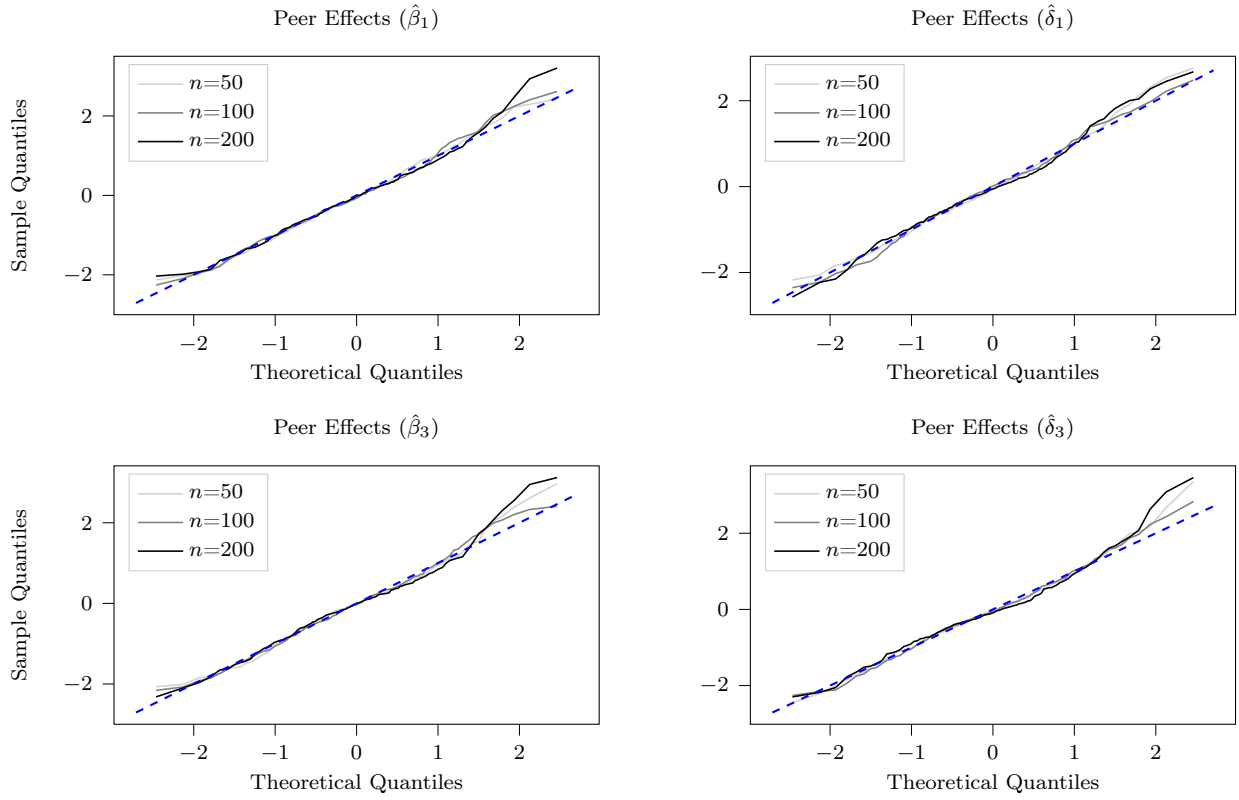 Peer Effects (β̂₁)
Sample Quantiles
n=50
n=100
n=200
2
0
−2
−2 −1 0 1 2
Theoretical Quantiles
Peer Effects (δ̂₁)
n=50
n=100
n=200
2
0
−2
−2 −1 0 1 2
Theoretical Quantiles
Peer Effects (β̂₃)
Sample Quantiles
n=50
n=100
n=200
2
0
−2
−2 −1 0 1 2
Theoretical Quantiles
Peer Effects (δ̂₃)
n=50
n=100
n=200
2
0
−2
−2 −1 0 1 2
Theoretical Quantiles